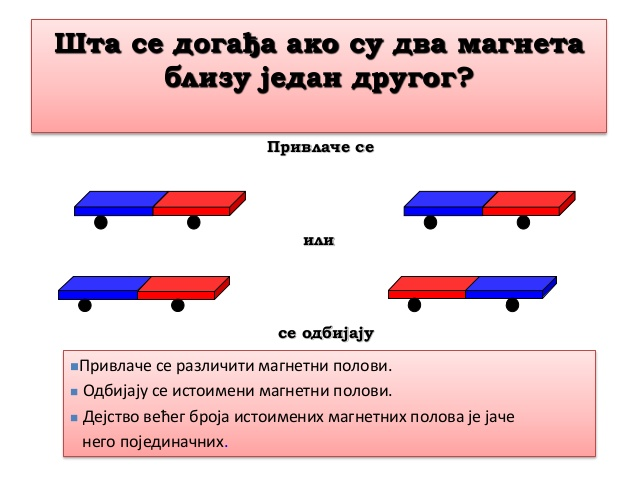 Шта се догађа ако су два магнета
близу један другог?
Привлаче се
или
се одбијају
Привлаче се различити магнетни полови.
Одбијају се истоимени магнетни полови.
Дејство већег броја истоимених магнетних полова је јаче
него појединачних.